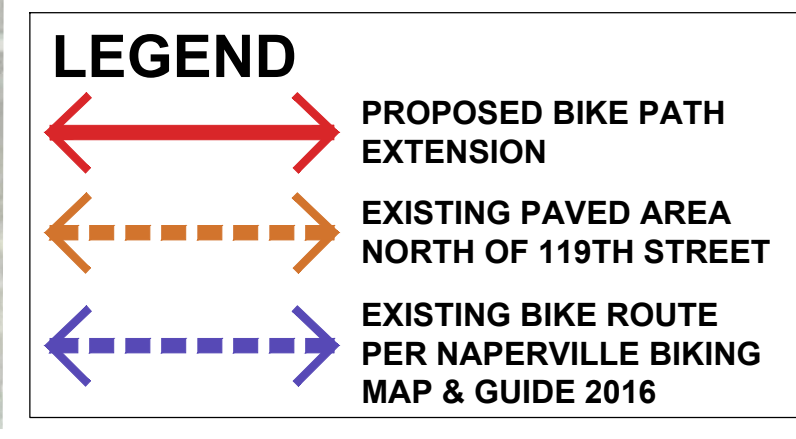 LEGEND
PROPOSED BIKE PATH
EXTENSION
EXISTING PAVED AREA
NORTH OF 119TH STREET
EXISTING BIKE ROUTE
PER NAPERVILLE BIKING
MAP & GUIDE 2016